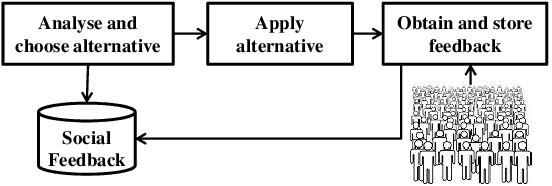 Analyse and
choose alternative
Apply
alternative
Obtain and store
feedback
Social
Feedback